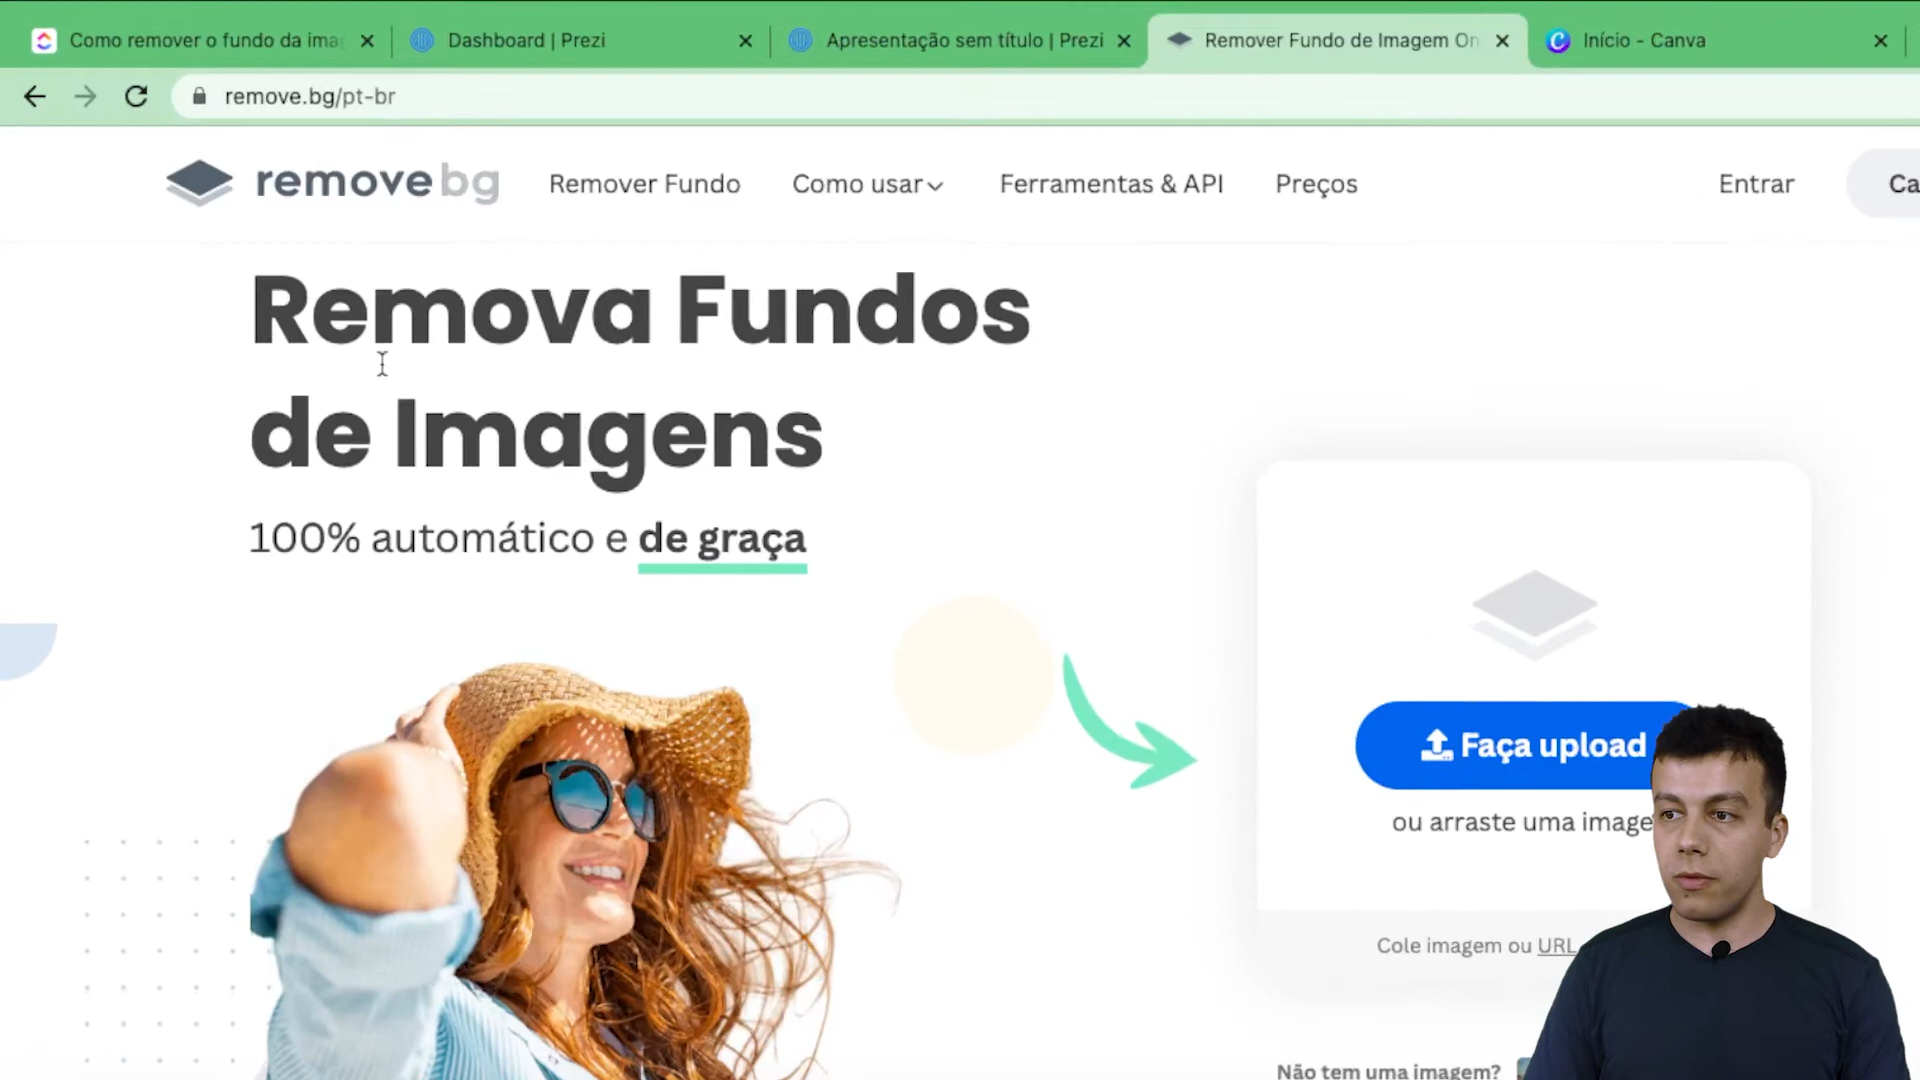 Como remover o fundo da ima
Dashboard | Prezi
Apresentação sem título | Prezi
Remover Fundo de Imagem On
Início - Canva
remove.bg/pt-br
removebg
Remover Fundo
Como usar
Ferramentas & API
Preços
Entrar
Ca
Remova Fundos
de Imagens
100% automático e de graça
Faça upload
ou arraste uma image
Cole imagem ou URL
Não tem uma imagem?